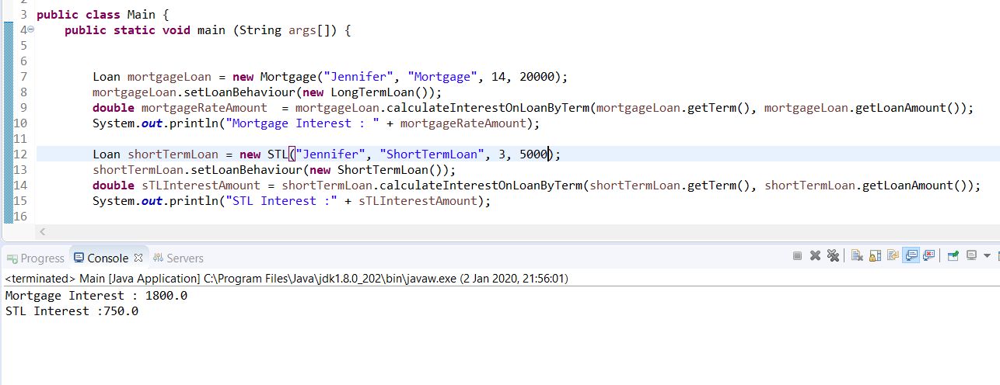 3 public class Main {
4 public static void main (String args[]) {
5
6
7 Loan mortgageLoan = new Mortgage("Jennifer", "Mortgage", 14, 20000);
8 mortgageLoan.setLoanBehaviour(new LongTermLoan());
9 double mortgageRateAmount  = mortgageLoan.calculateInterestOnLoanByTerm(mortgageLoan.getTerm(), mortgageLoan.getLoanAmount());
10 System.out.println("Mortgage Interest : " + mortgageRateAmount);
11
12 Loan shortTermLoan = new STL("Jennifer", "ShortTermLoan", 3, 5000);
13 shortTermLoan.setLoanBehaviour(new ShortTermLoan());
14 double sTLInterestAmount = shortTermLoan.calculateInterestOnLoanByTerm(shortTermLoan.getTerm(), shortTermLoan.getLoanAmount());
15 System.out.println("STL Interest :" + sTLInterestAmount);
16
Progress Console Servers
<terminated> Main [Java Application] C:\Program Files\Java\jdk1.8.0_202\bin\javaw.exe (2 Jan 2020, 21:56:01)
Mortgage Interest : 1800.0
STL Interest :750.0